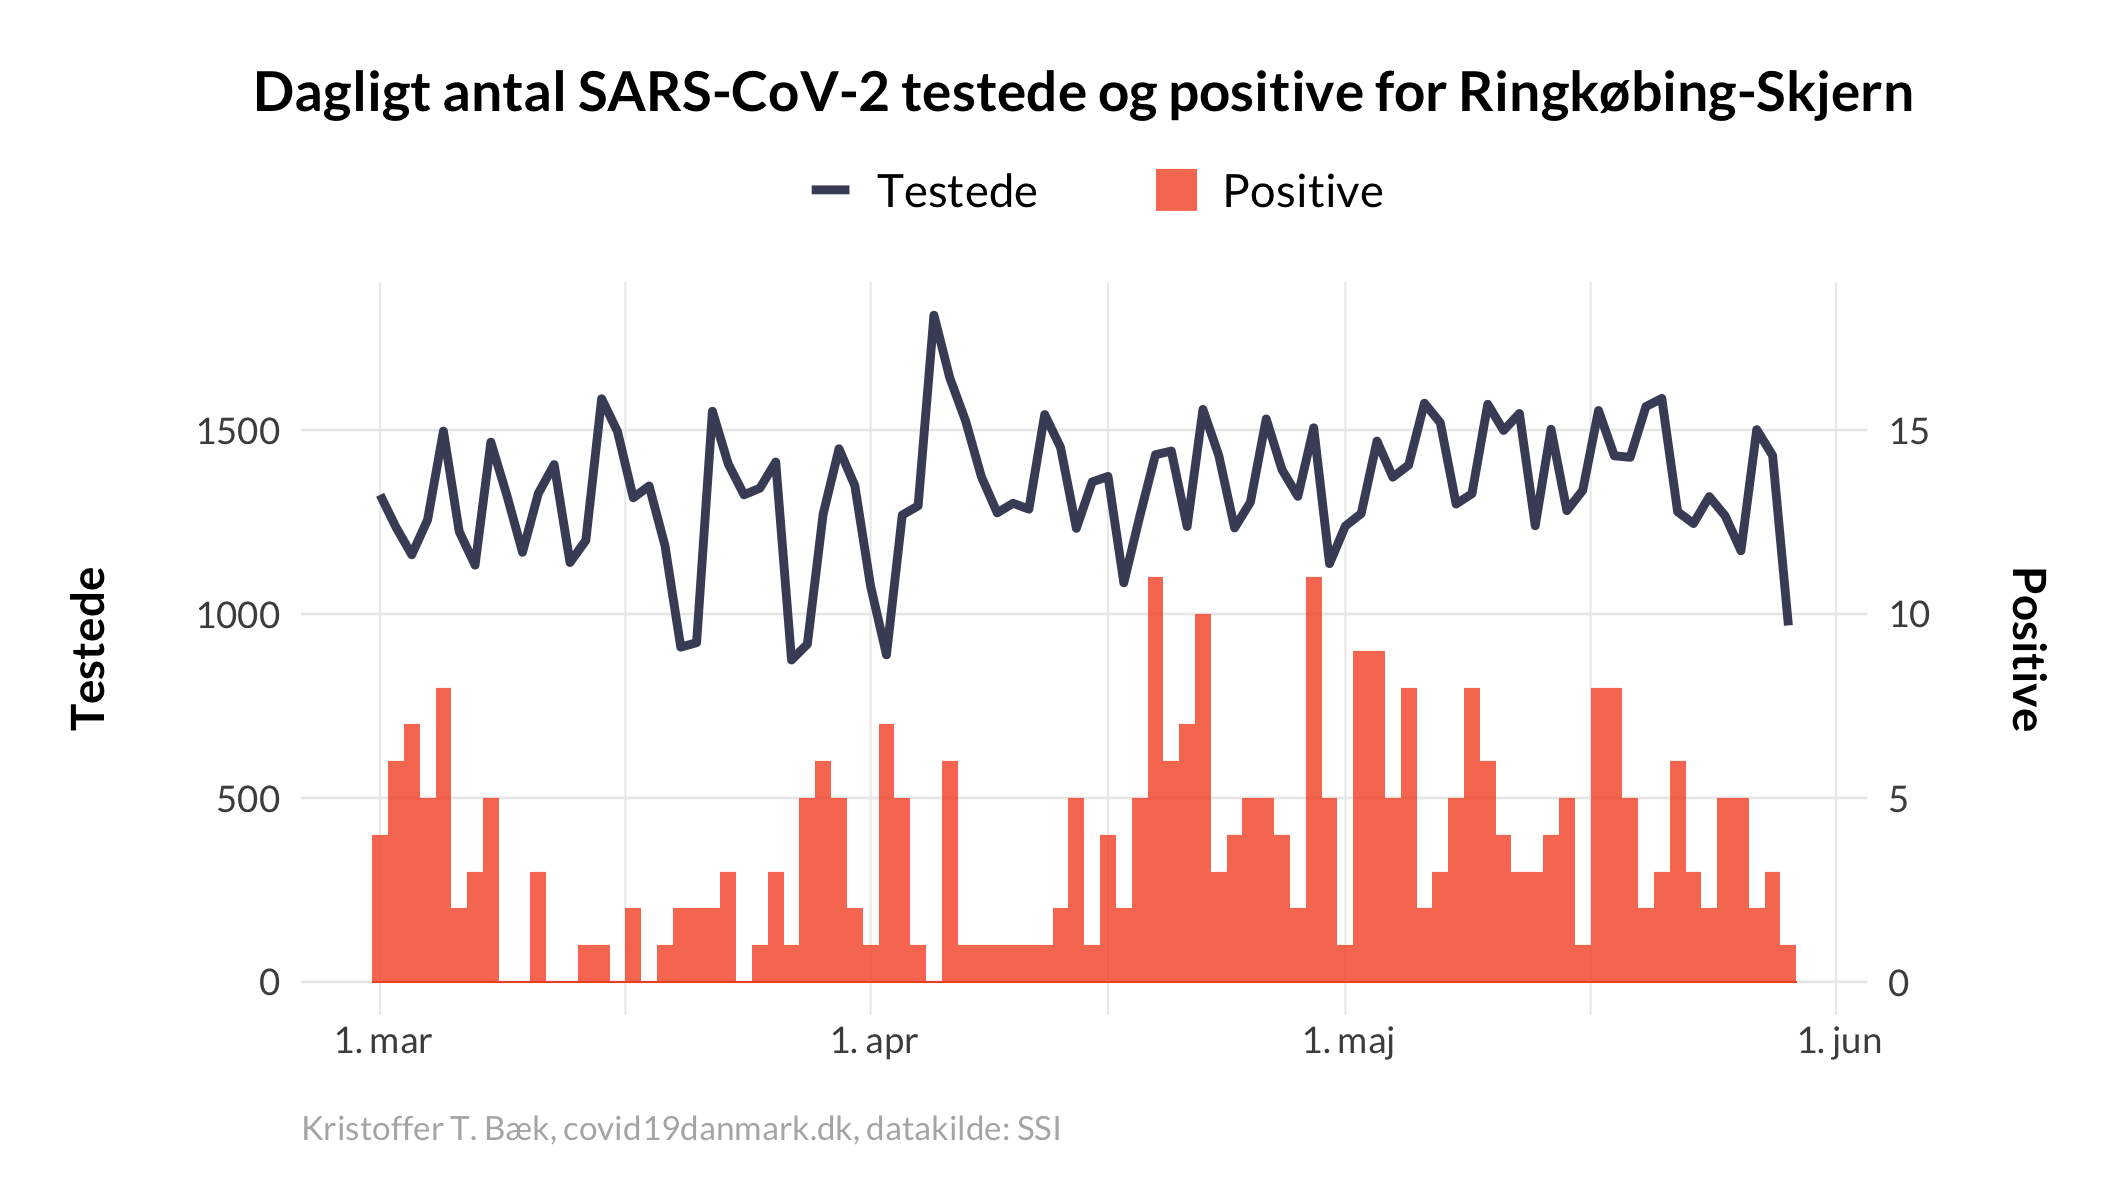 Dagligt antal SARS-CoV-2 testede og positive for Ringkøbing-Skjern
Testede
Positive
Testede
1500
1000
500
0
15
10
5
0
Positive
1. mar
1. apr
1. maj
1. jun
Kristoffer T. Bæk, covid19danmark.dk, datakilde: SSI